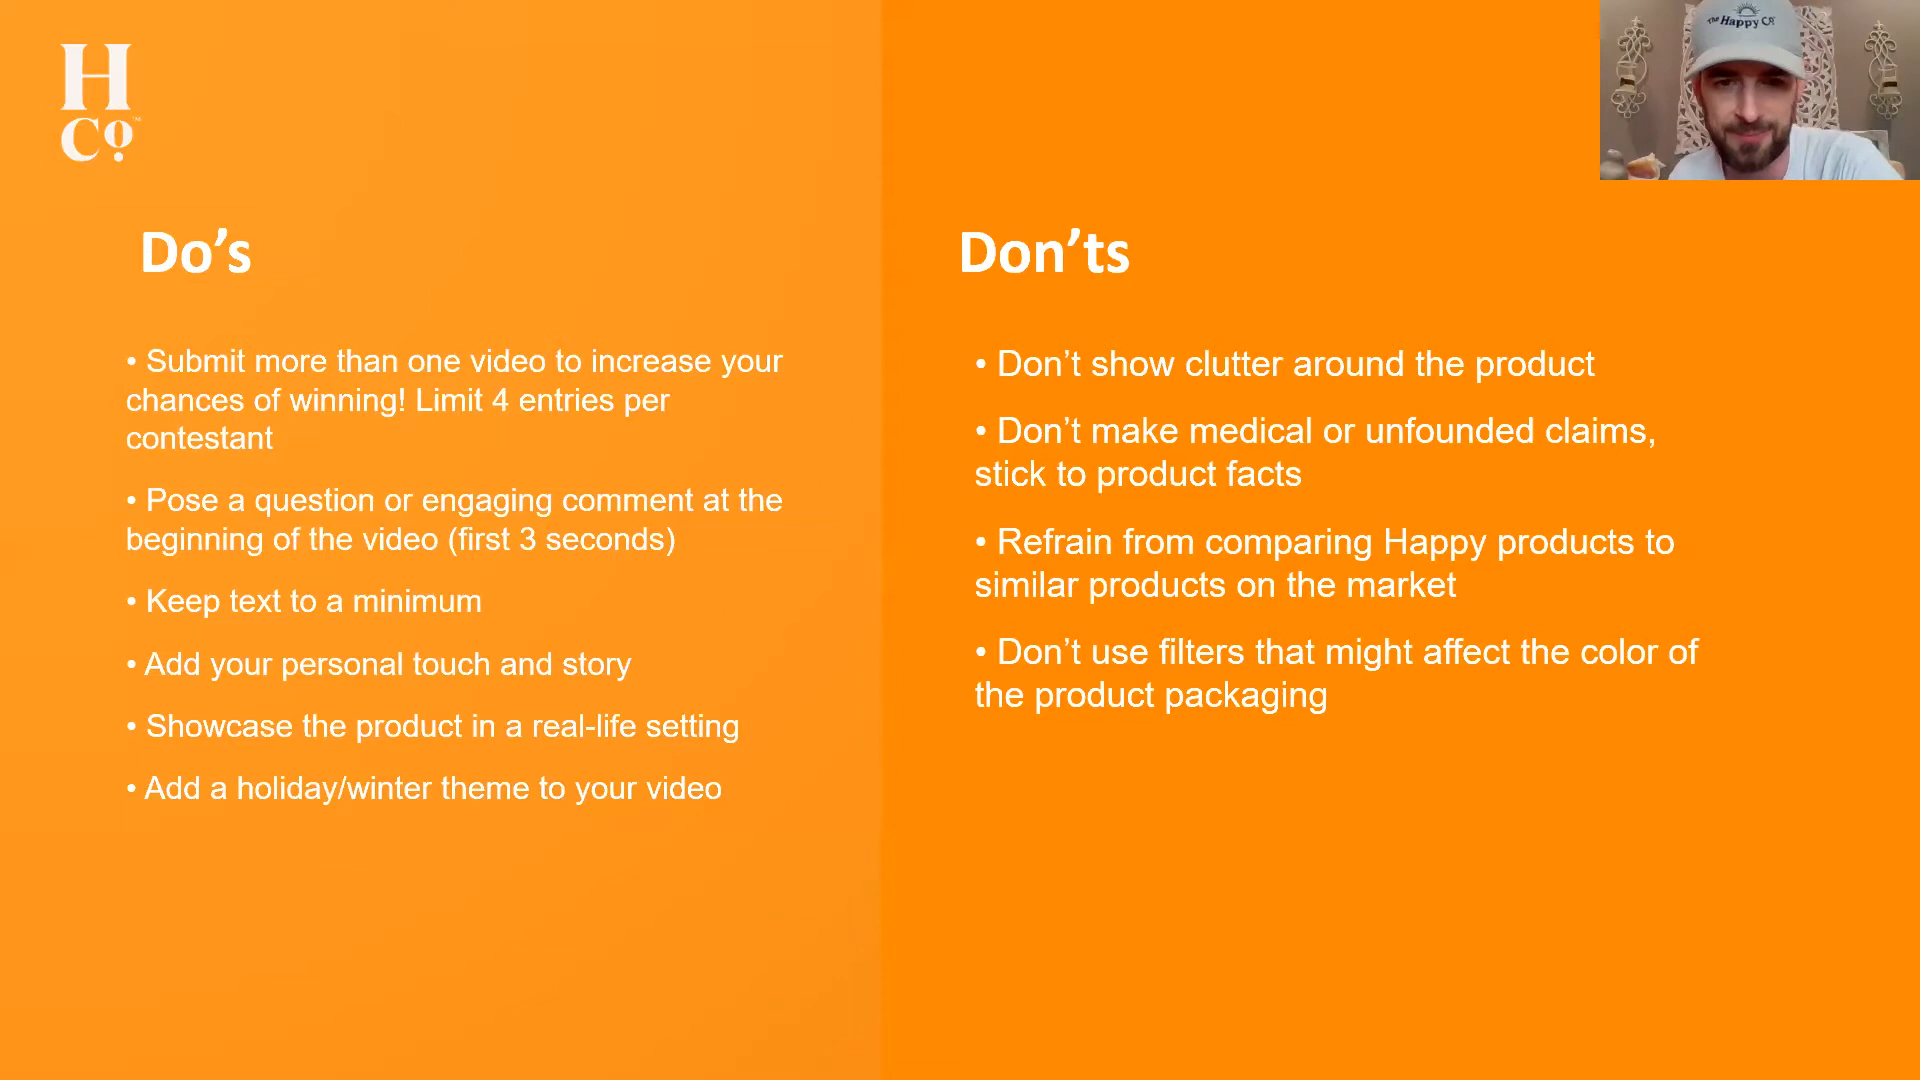 H
Co™
The Happy Co
Do’s
• Submit more than one video to increase your
chances of winning! Limit 4 entries per
contestant
• Pose a question or engaging comment at the
beginning of the video (first 3 seconds)
• Keep text to a minimum
• Add your personal touch and story
• Showcase the product in a real-life setting
• Add a holiday/winter theme to your video
Don’ts
• Don’t show clutter around the product
• Don’t make medical or unfounded claims,
stick to product facts
• Refrain from comparing Happy products to
similar products on the market
• Don’t use filters that might affect the color of
the product packaging